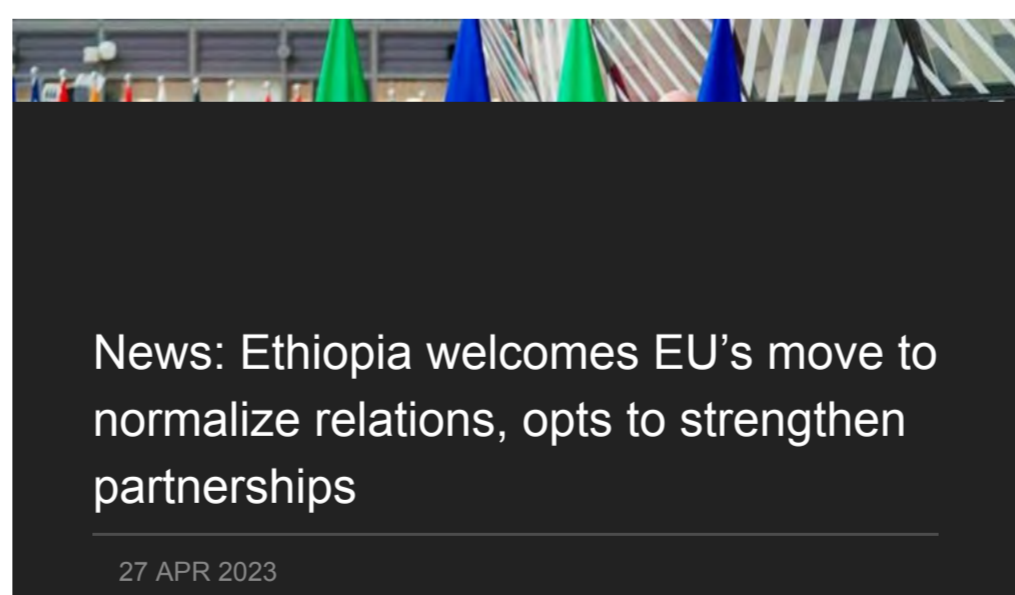 News: Ethiopia welcomes EU’s move to
normalize relations, opts to strengthen
partnerships
27 APR 2023